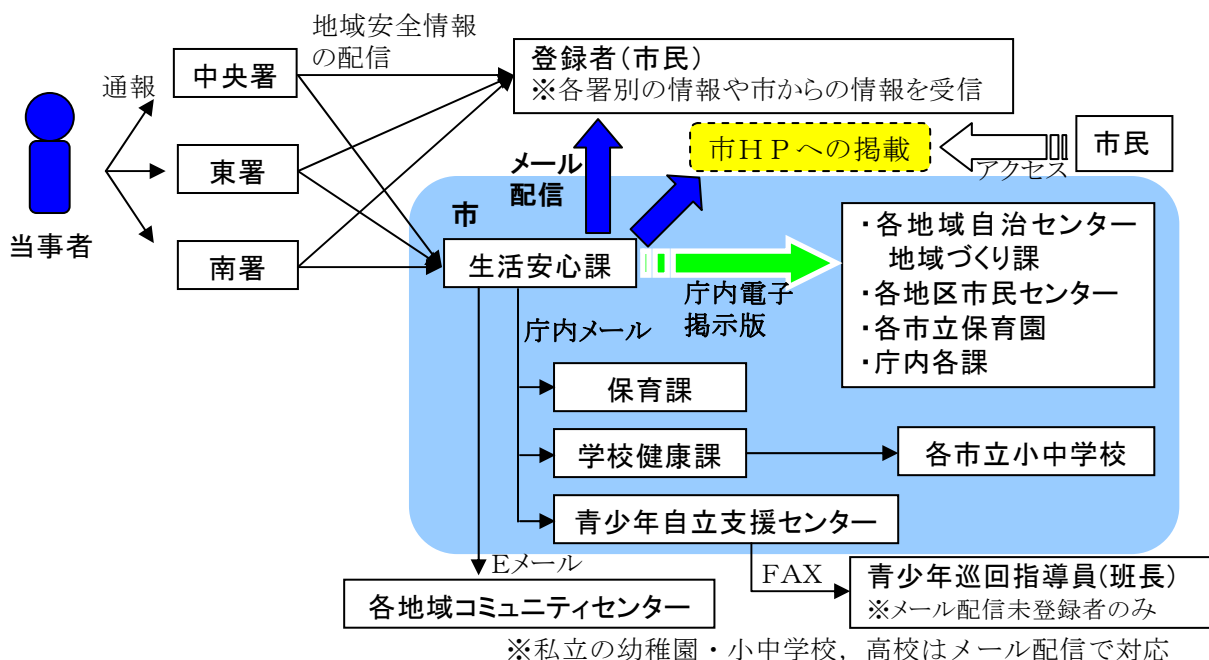 地域安全情報
の配信
通報
当事者
中央署
東署
南署
登録者(市民)
※各署別の情報や市からの情報を受信
市HPへの掲載
アクセス
市民
メール
配信
市
生活安心課
庁内電子
掲示版
・各地域自治センター
地域づくり課
・各地区市民センター
・各市立保育園
・庁内各課
庁内メール
保育課
学校健康課
各市立小中学校
青少年自立支援センター
Eメール
各地域コミュニティセンター
FAX
青少年巡回指導員(班長)
※メール配信未登録者のみ
※私立の幼稚園・小中学校，高校はメール配信で対応